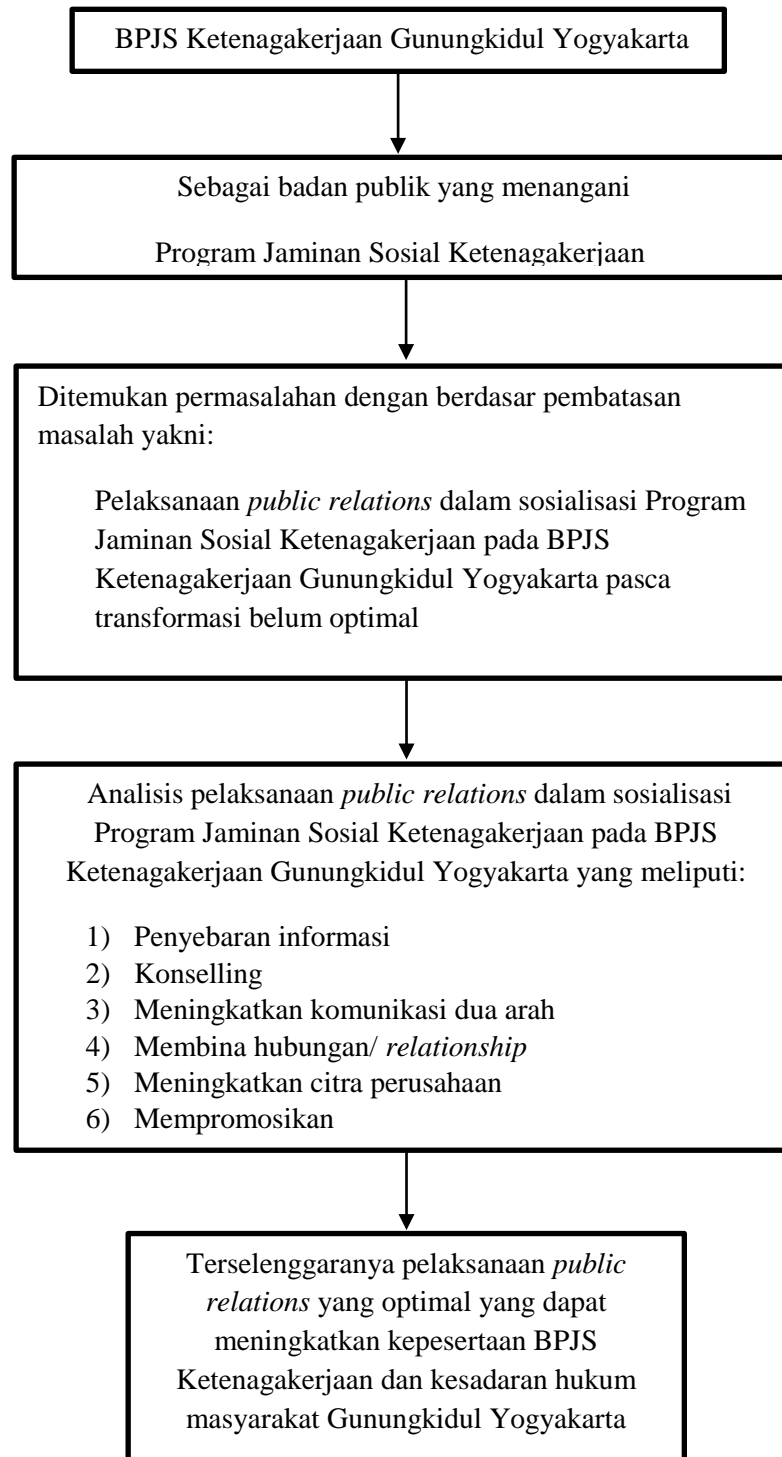 BPJS Ketenagakerjaan Gunungkidul Yogyakarta
Sebagai badan publik yang menangani
Program Jaminan Sosial Ketenagakerjaan
Ditemukan permasalahan dengan berdasar pembatasan
masalah yakni:
Pelaksanaan public relations dalam sosialisasi Program
Jaminan Sosial Ketenagakerjaan pada BPJS
Ketenagakerjaan Gunungkidul Yogyakarta pasca
transformasi belum optimal
Analisis pelaksanaan public relations dalam sosialisasi
Program Jaminan Sosial Ketenagakerjaan pada BPJS
Ketenagakerjaan Gunungkidul Yogyakarta yang meliputi:
1) Penyebaran informasi
2) Konselling
3) Meningkatkan komunikasi dua arah
4) Membina hubungan/ relationship
5) Meningkatkan citra perusahaan
6) Mempromosikan
Terselenggaranya pelaksanaan public
relations yang optimal yang dapat
meningkatkan kepesertaan BPJS
Ketenagakerjaan dan kesadaran hukum
masyarakat Gunungkidul Yogyakarta